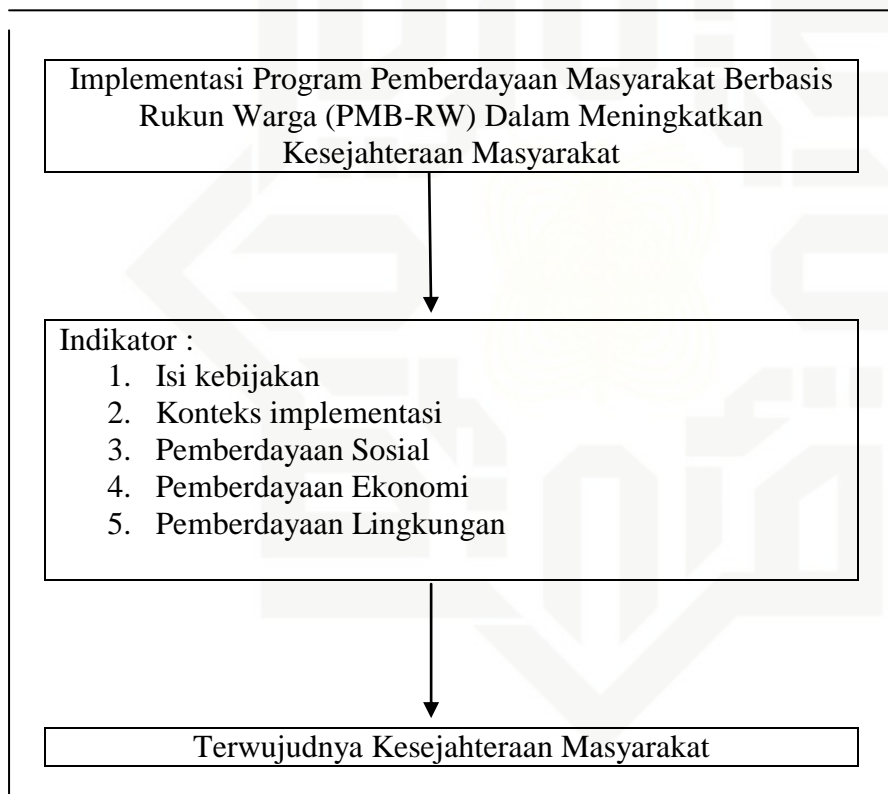 Implementasi Program Pemberdayaan Masyarakat Berbasis
Rukun Warga (PMB-RW) Dalam Meningkatkan
Kesejahteraan Masyarakat
Indikator :
1. Isi kebijakan
2. Konteks implementasi
3. Pemberdayaan Sosial
4. Pemberdayaan Ekonomi
5. Pemberdayaan Lingkungan
Terwujudnya Kesejahteraan Masyarakat